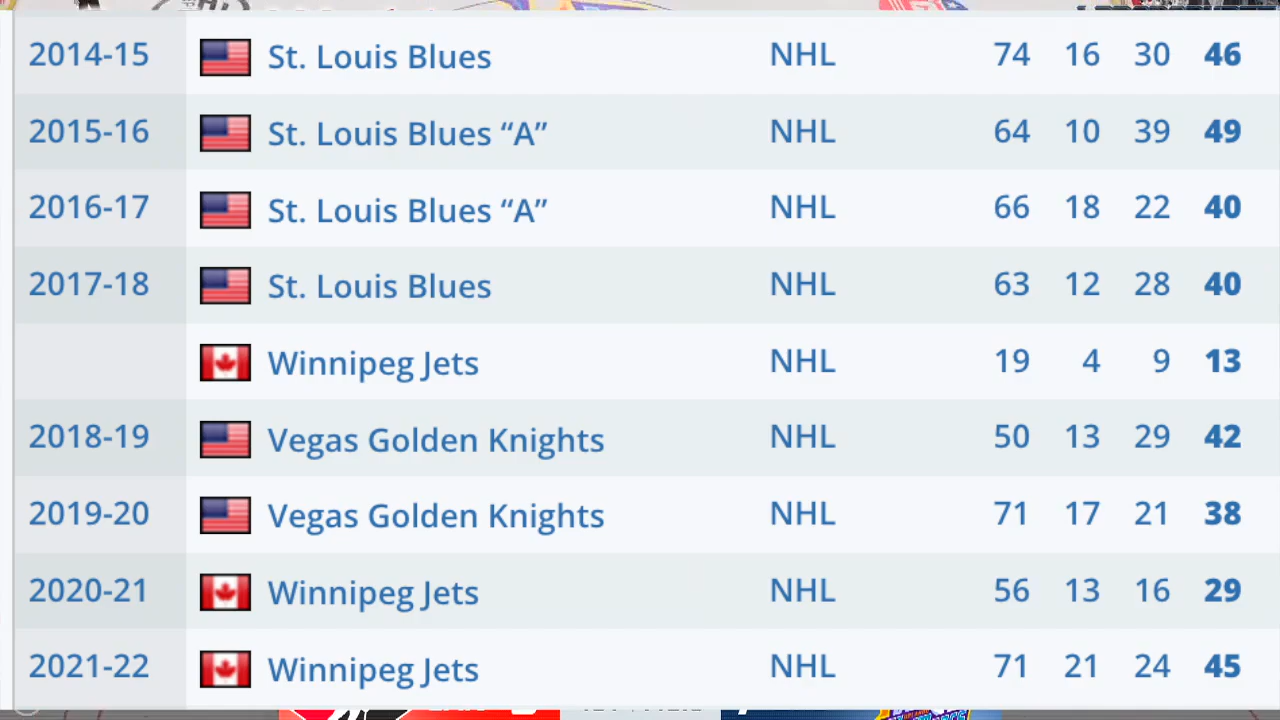 2014-15 St. Louis Blues NHL 74 16 30 46
2015-16 St. Louis Blues “A” NHL 64 10 39 49
2016-17 St. Louis Blues “A” NHL 66 18 22 40
2017-18 St. Louis Blues NHL 63 12 28 40
Winnipeg Jets NHL 19 4 9 13
2018-19 Vegas Golden Knights NHL 50 13 29 42
2019-20 Vegas Golden Knights NHL 71 17 21 38
2020-21 Winnipeg Jets NHL 56 13 16 29
2021-22 Winnipeg Jets NHL 71 21 24 45